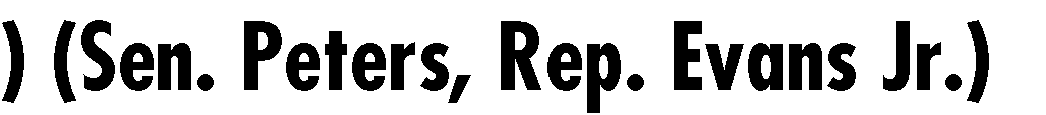 ) (Sen. Peters, Rep. Evans Jr.)